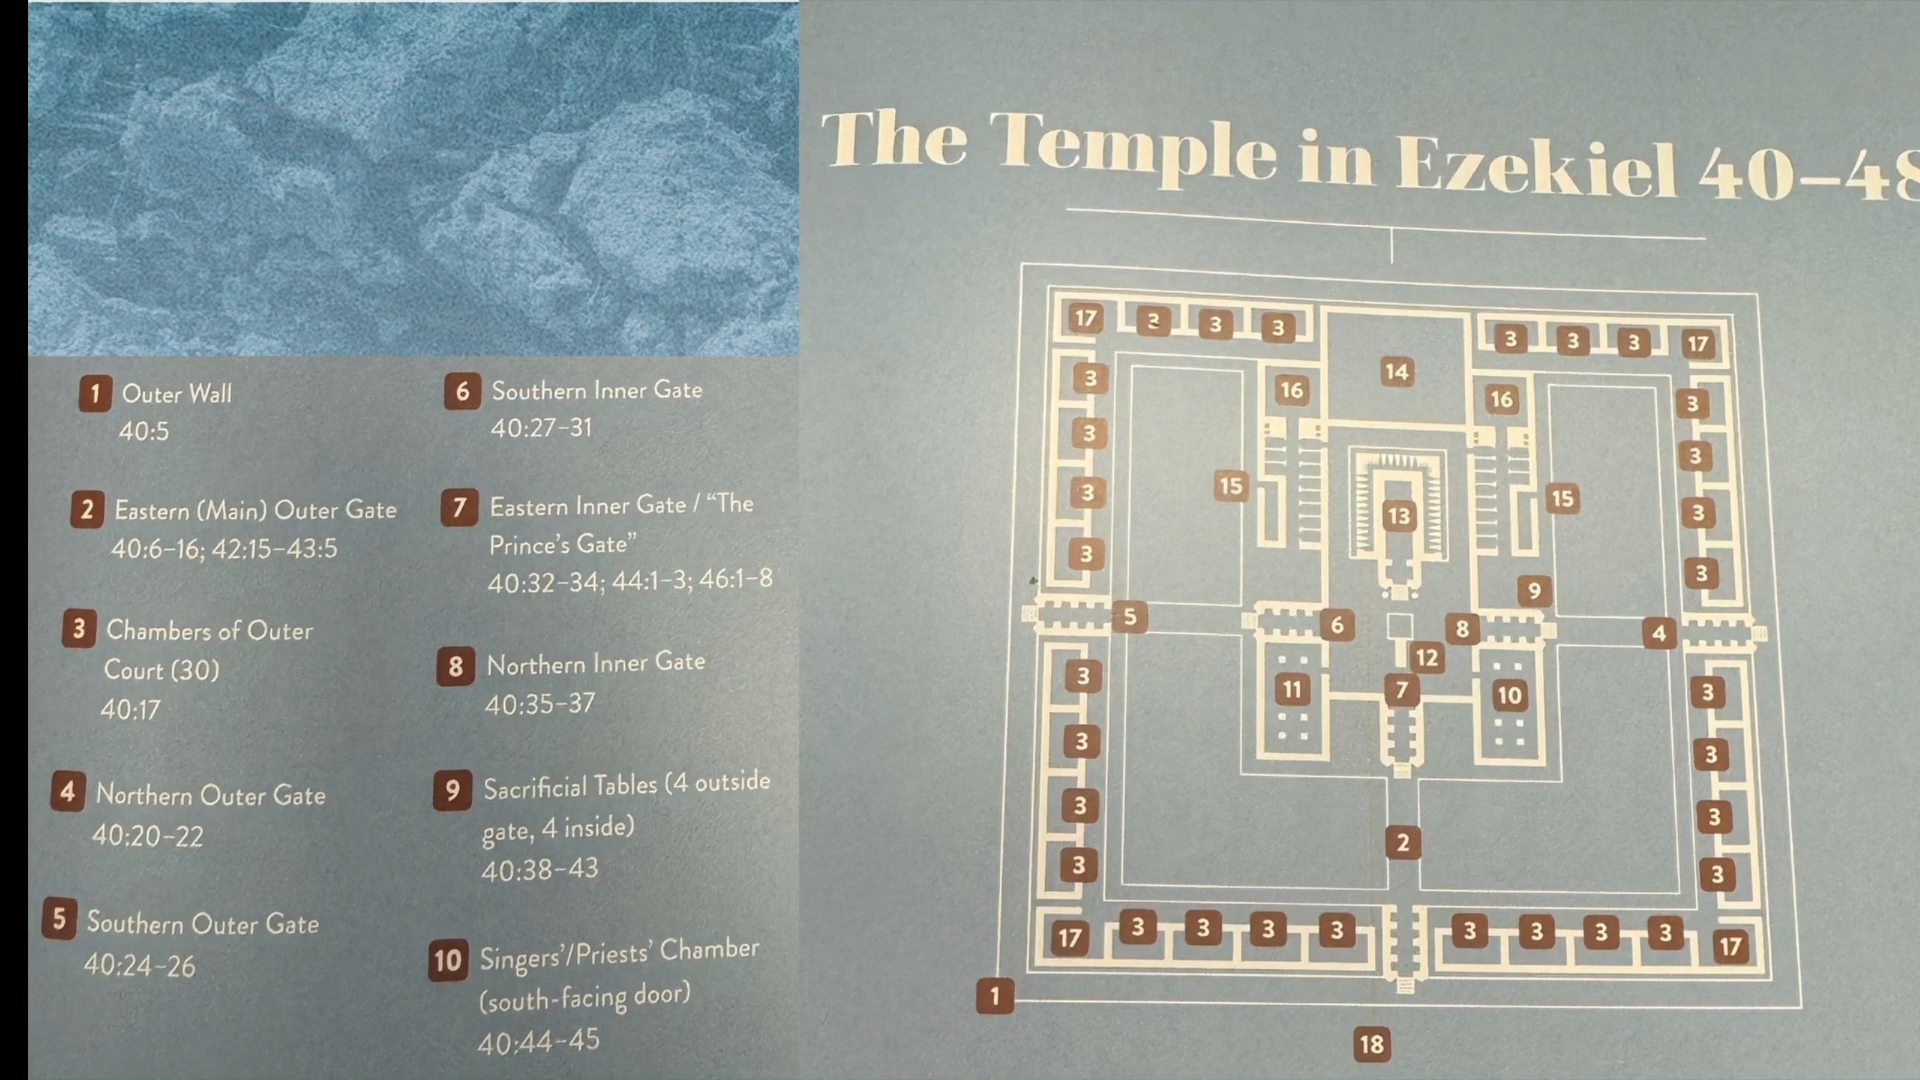 The Temple in Ezekiel 40–48
1 Outer Wall
40:5
2 Eastern (Main) Outer Gate
40:6–16; 42:15–43:5
3 Chambers of Outer
Court (30)
40:17
4 Northern Outer Gate
40:20–22
5 Southern Outer Gate
40:24–26
6 Southern Inner Gate
40:27–31
7 Eastern Inner Gate / “The
Prince’s Gate”
40:32–34; 44:1–3; 46:1–8
8 Northern Inner Gate
40:35–37
9 Sacrificial Tables (4 outside
gate, 4 inside)
40:38–43
10 Singers’/Priests’ Chamber
(south-facing door)
40:44–45
17 3 3 3 3 3 3 17
14
3 16 16 3
3 3
15 15
3 13 3
3 9 3
5 6 8 4
12
3 11 7 10 3
3 3
3 2 3
3 3
17 3 3 3 3 3 3 3 3 17
1
18